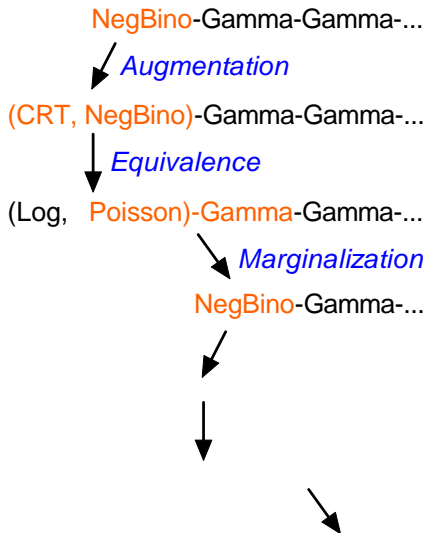 NegBino-Gamma-Gamma-...
Augmentation
(CRT, NegBino)-Gamma-Gamma-...
Equivalence
(Log, Poisson)-Gamma-Gamma-...
Marginalization
NegBino-Gamma-...